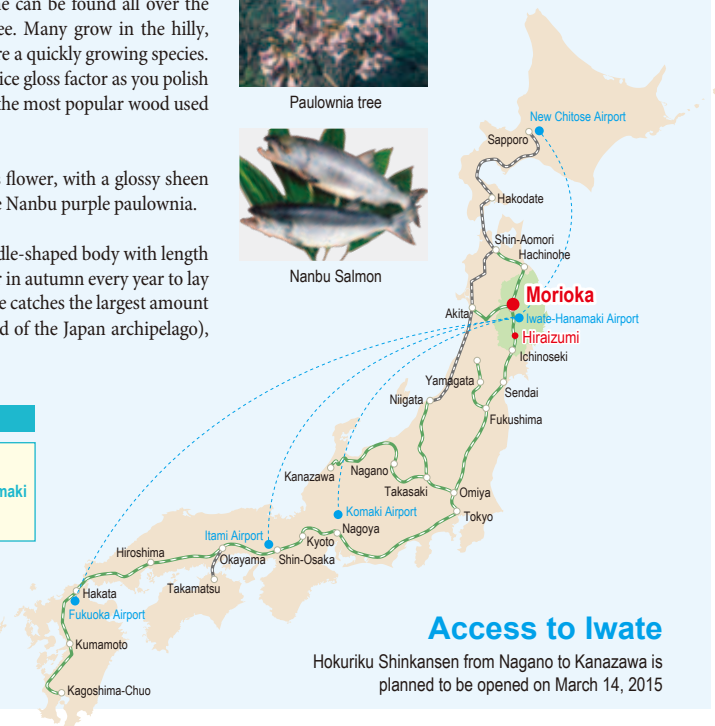 e can be found all over the
ee. Many grow in the hilly,
re a quickly growing species.
ice gloss factor as you polish
the most popular wood used
s flower, with a glossy sheen
e Nanbu purple paulownia.
dle-shaped body with length
r in autumn every year to lay
e catches the largest amount
d of the Japan archipelago),
maki
Paulownia tree
Nanbu Salmon
New Chitose Airport
Sapporo
Hakodate
Shin-Aomori
Hachinohe
Morioka
Akita
Iwate-Hanamaki Airport
Hiraizumi
Ichinoseki
Yamagata
Sendai
Niigata
Fukushima
Kanazawa
Nagano
Takasaki
Omiya
Komaki Airport
Tokyo
Nagoya
Itami Airport
Kyoto
Hiroshima
Okayama
Shin-Osaka
Takamatsu
Hakata
Fukuoka Airport
Kumamoto
Kagoshima-Chuo
Access to Iwate
Hokuriku Shinkansen from Nagano to Kanazawa is
planned to be opened on March 14, 2015